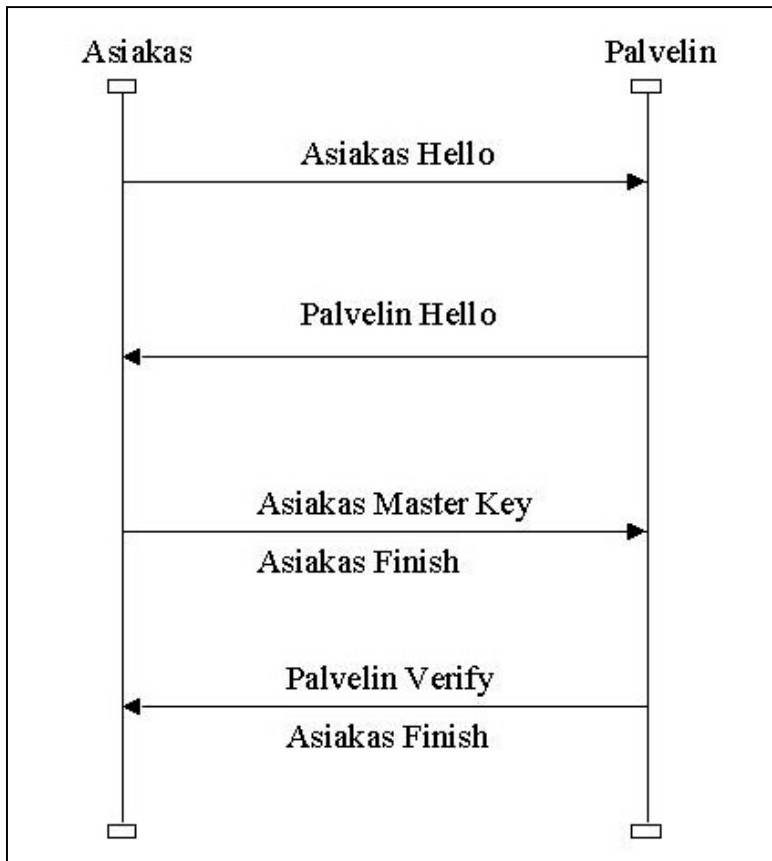 Asiakas
Palvelin
Asiakas Hello
Palvelin Hello
Asiakas Master Key
Asiakas Finish
Palvelin Verify
Asiakas Finish